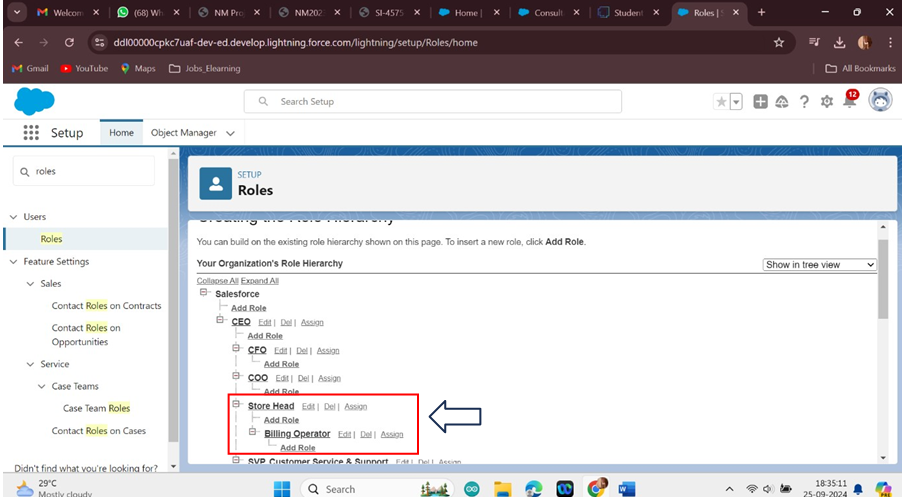 Welcom
(68) Wha
NM Pro
NM202
SI-4575
Home |
Consult
Student
Roles | S
ddl00000cpkc7uaf-dev-ed.develop.lightning.force.com/lightning/setup/Roles/home
Gmail YouTube Maps Jobs_Elearning All Bookmarks
Search Setup
12
Setup Home Object Manager
roles
Users
Roles
Feature Settings
Sales
Contact Roles on Contracts
Contact Roles on
Opportunities
Service
Case Teams
Case Team Roles
Contact Roles on Cases
Didn't find what you're looking for?
SETUP
Roles
Creating the Role Hierarchy
You can build on the existing role hierarchy shown on this page. To insert a new role, click Add Role.
Your Organization's Role Hierarchy
Show in tree view
Collapse All Expand All
Salesforce
Add Role
CEO Edit | Del | Assign
Add Role
CFO Edit | Del | Assign
Add Role
COO Edit | Del | Assign
Add Role
Store Head Edit | Del | Assign
Add Role
Billing Operator Edit | Del | Assign
Add Role
SVP, Customer Service & Support Edit | Del | Assign
29°C
Mostly cloudy
Search
18:35:11
25-09-2024